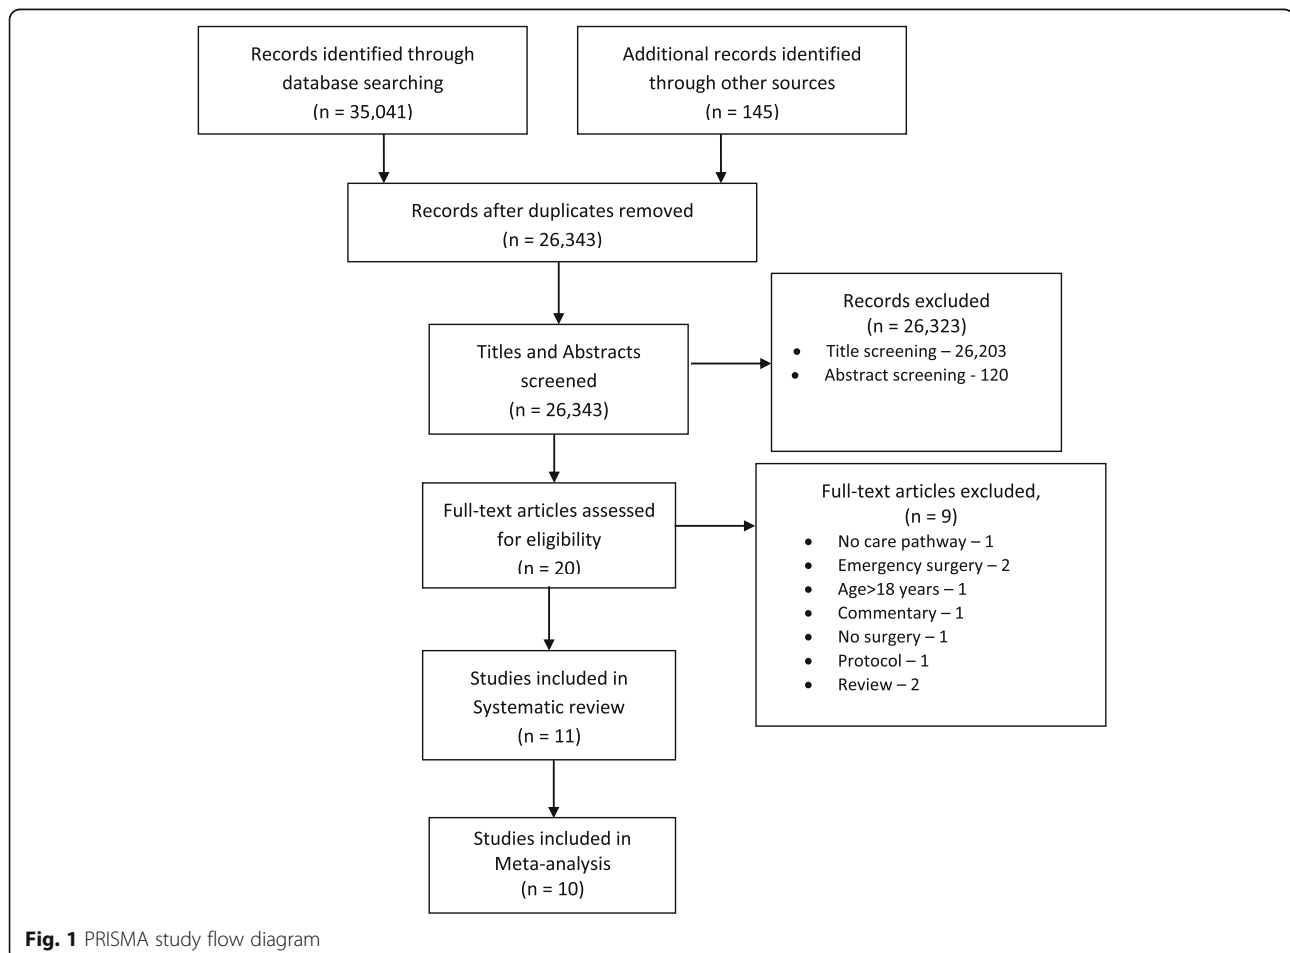 Records identified through
database searching
(n = 35,041)
Additional records identified
through other sources
(n = 145)
Records after duplicates removed
(n = 26,343)
Titles and Abstracts
screened
(n = 26,343)
Records excluded
(n = 26,323)
• Title screening – 26,203
• Abstract screening - 120
Full-text articles assessed
for eligibility
(n = 20)
Full-text articles excluded,
(n = 9)
• No care pathway – 1
• Emergency surgery – 2
• Age>18 years – 1
• Commentary – 1
• No surgery – 1
• Protocol – 1
• Review – 2
Studies included in
Systematic review
(n = 11)
Studies included in
Meta-analysis
(n = 10)
Fig. 1 PRISMA study flow diagram